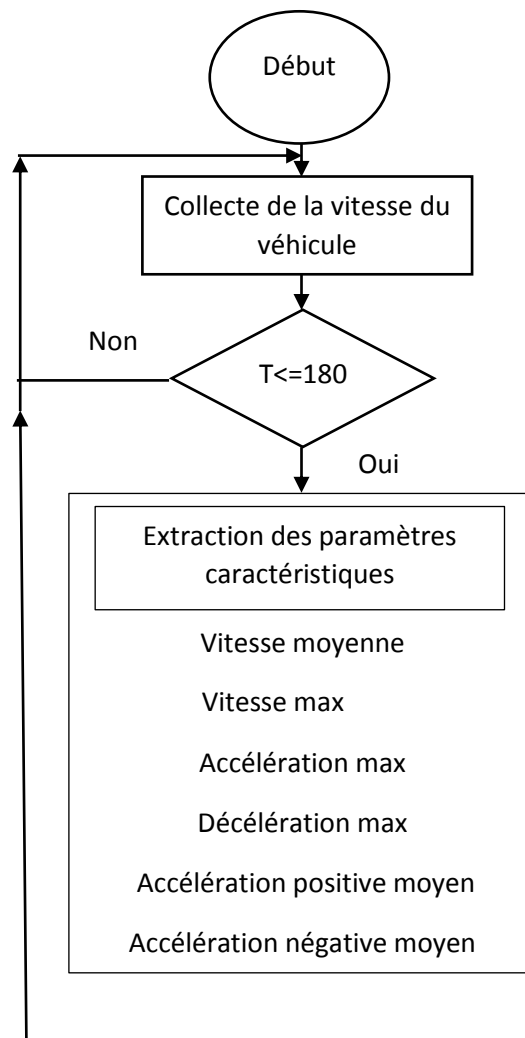 Début
Collecte de la vitesse du
véhicule
Non
T<=180
Oui
Extraction des paramètres
caractéristiques
Vitesse moyenne
Vitesse max
Accélération max
Décélération max
Accélération positive moyen
Accélération négative moyen